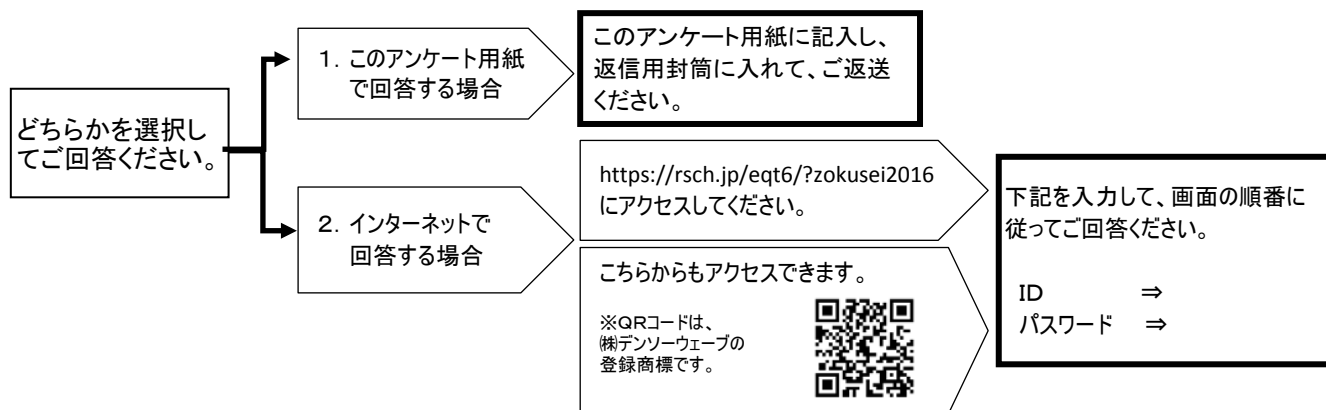 どちらかを選択し
てご回答ください。
１．このアンケート用紙
で回答する場合
このアンケート用紙に記入し、
返信用封筒に入れて、ご返送
ください。
２．インターネットで
回答する場合
https://rsch.jp/eqt6/?zokusei2016
にアクセスしてください。
こちらからもアクセスできます。
※QRコードは、
㈱デンソーウェーブの
登録商標です。
下記を入力して、画面の順番に
従ってご回答ください。
ID ⇒
パスワード ⇒